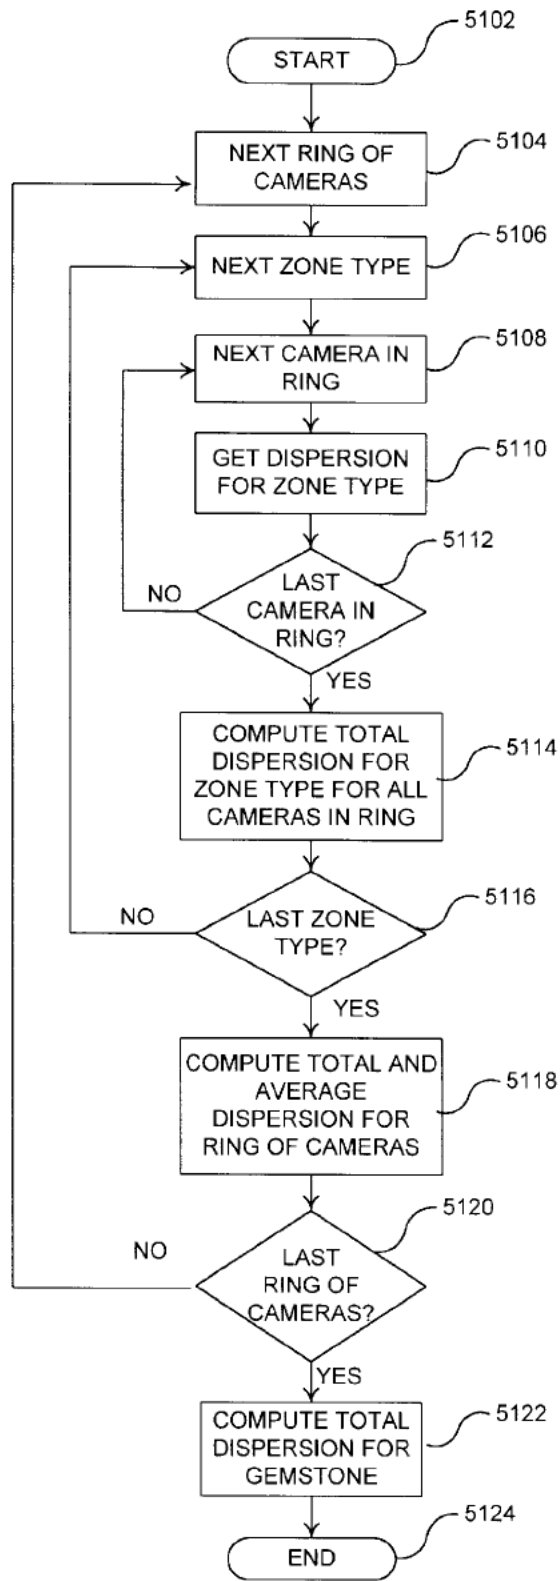 5102
START
5104
NEXT RING OF
CAMERAS
5106
NEXT ZONE TYPE
5108
NEXT CAMERA IN
RING
5110
GET DISPERSION
FOR ZONE TYPE
5112
LAST
CAMERA IN
RING?
NO
YES
COMPUTE TOTAL
DISPERSION FOR
ZONE TYPE FOR ALL
CAMERAS IN RING
5114
5116
LAST ZONE
TYPE?
NO
YES
COMPUTE TOTAL AND
AVERAGE
DISPERSION FOR
RING OF CAMERAS
5118
5120
LAST
RING OF
CAMERAS?
NO
YES
COMPUTE TOTAL
DISPERSION FOR
GEMSTONE
5122
5124
END